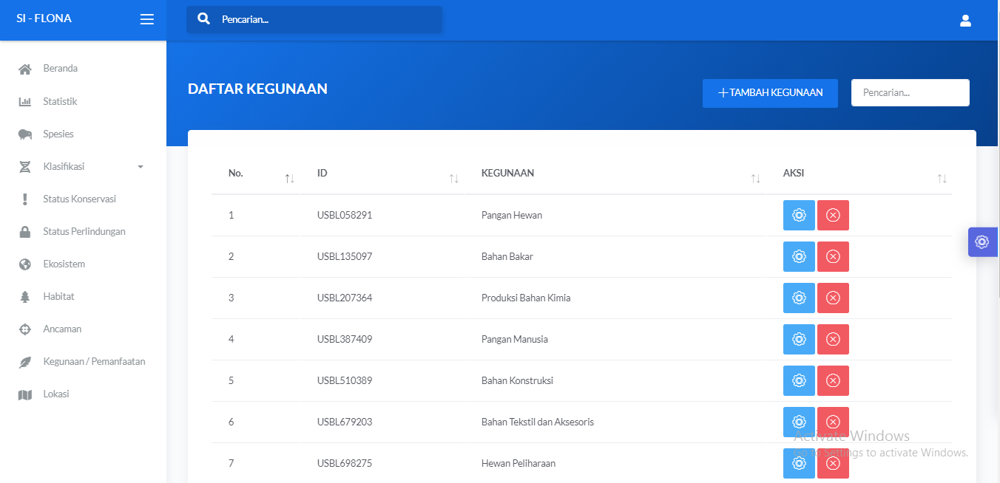 SI - FLONA
Pencarian...
Beranda
Statistik
Spesies
Klasifikasi
Status Konservasi
Status Perlindungan
Ekosistem
Habitat
Ancaman
Kegunaan / Pemanfaatan
Lokasi
DAFTAR KEGUNAAN
+TAMBAH KEGUNAAN
Pencarian...
No. ID KEGUNAAN AKSI
1 USBL058291 Pangan Hewan
2 USBL135097 Bahan Bakar
3 USBL207364 Produksi Bahan Kimia
4 USBL387409 Pangan Manusia
5 USBL510389 Bahan Konstruksi
6 USBL679203 Bahan Tekstil dan Aksesoris
7 USBL698275 Hewan Peliharaan
Activate Windows
Go to Settings to activate Windows.